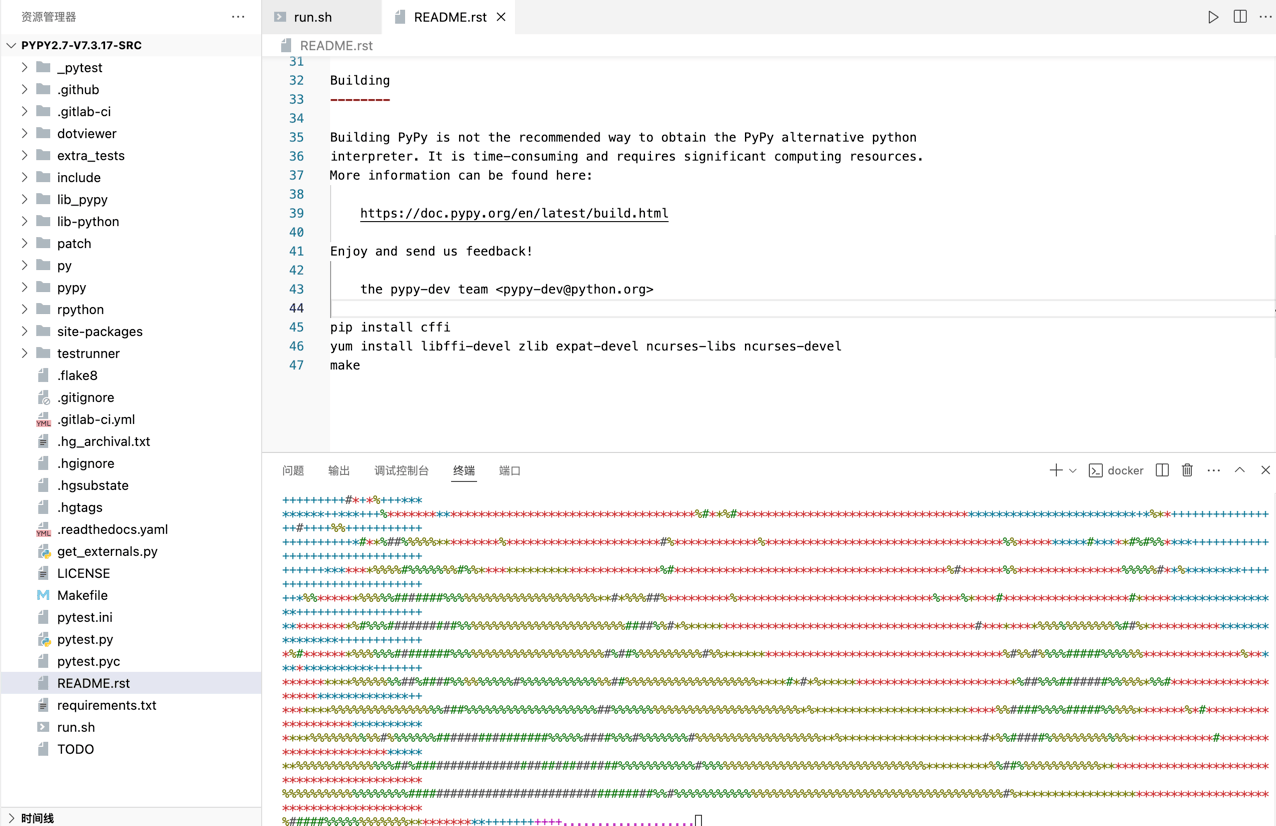 资源管理器
PYPY2.7-V7.3.17-SRC
_pytest
.github
.gitlab-ci
dotviewer
extra_tests
include
lib_pypy
lib-python
patch
py
pypy
rpython
site-packages
testrunner
.flake8
.gitignore
YML .gitlab-ci.yml
.hg_archival.txt
.hgignore
.hgsubstate
.hgtags
YML .readthedocs.yaml
get_externals.py
LICENSE
M Makefile
pytest.ini
pytest.py
pytest.pyc
README.rst
requirements.txt
run.sh
TODO
时间线
run.sh README.rst
README.rst
31
32 Building
33 --------
34
35 Building PyPy is not the recommended way to obtain the PyPy alternative python
36 interpreter. It is time-consuming and requires significant computing resources.
37 More information can be found here:
38
39 https://doc.pypy.org/en/latest/build.html
40
41 Enjoy and send us feedback!
42
43 the pypy-dev team <pypy-dev@python.org>
44
45 pip install cffi
46 yum install libffi-devel zlib expat-devel ncurses-libs ncurses-devel
47 make
问题 输出 调试控制台 终端 端口 docker